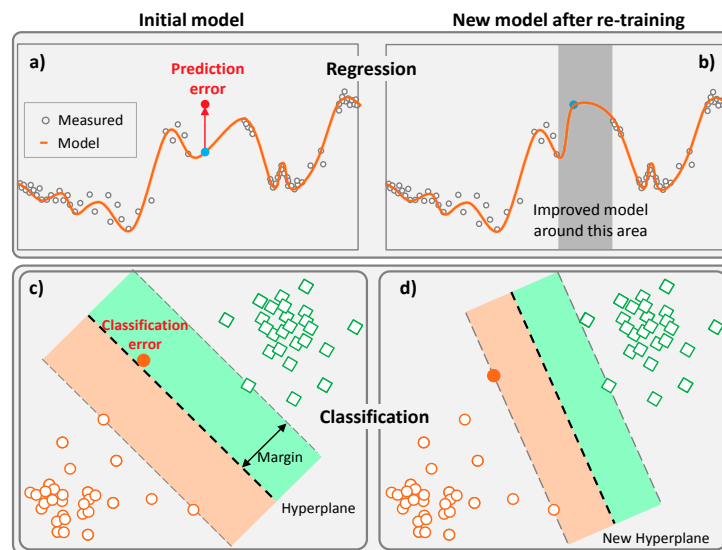 Initial model
New model after re-training
a)
Prediction
error
Regression
b)
Measured
Model
Improved model
around this area
c)
Classification
error
d)
Classification
Margin
Hyperplane
New Hyperplane